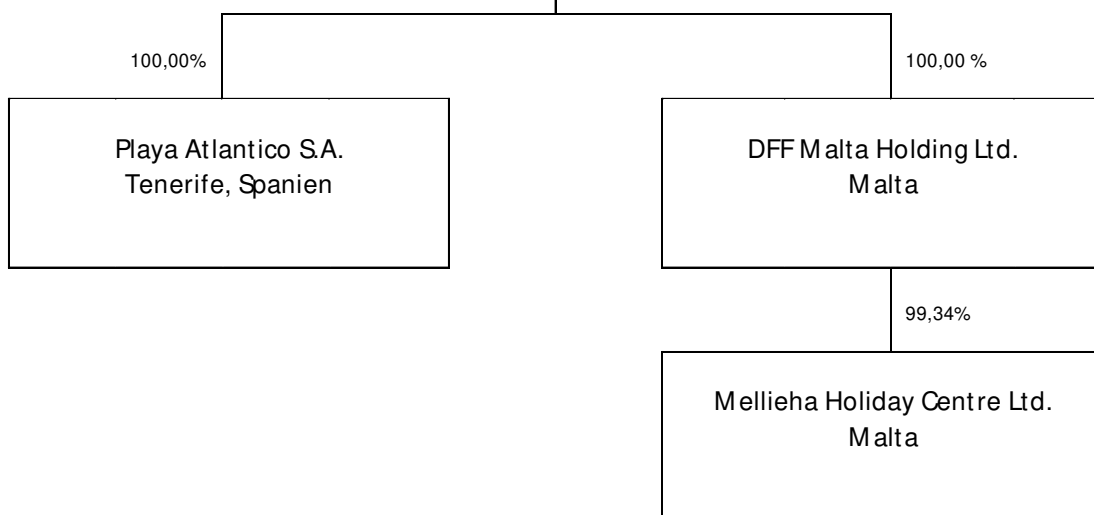 100,00%
100,00 %
Playa Atlantico S.A.
Tenerife, Spanien
DFF Malta Holding Ltd.
Malta
99,34%
Mellieha Holiday Centre Ltd.
Malta